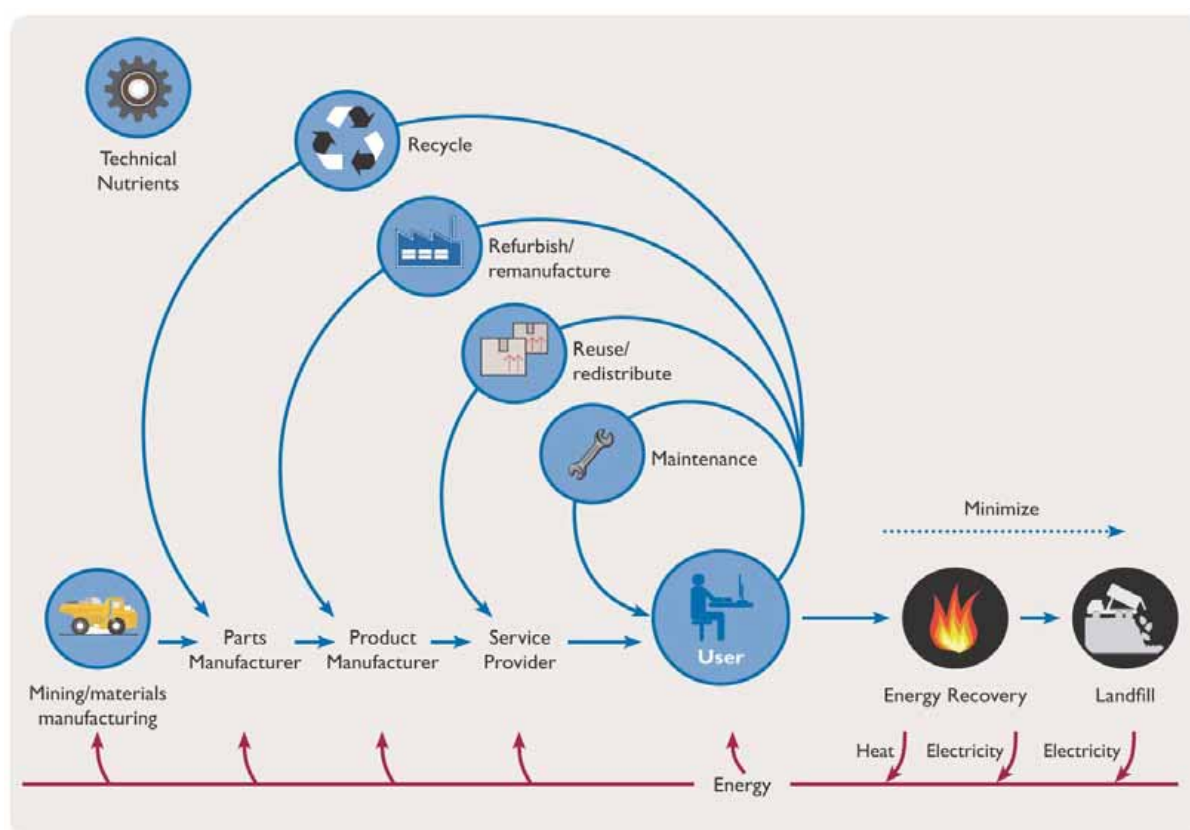 Technical
Nutrients
Recycle
Refurbish/
remanufacture
Reuse/
redistribute
Maintenance
Minimize
Parts
Manufacturer
Product
Manufacturer
Service
Provider
User
Mining/materials
manufacturing
Energy Recovery
Landfill
Heat
Electricity
Electricity
Energy